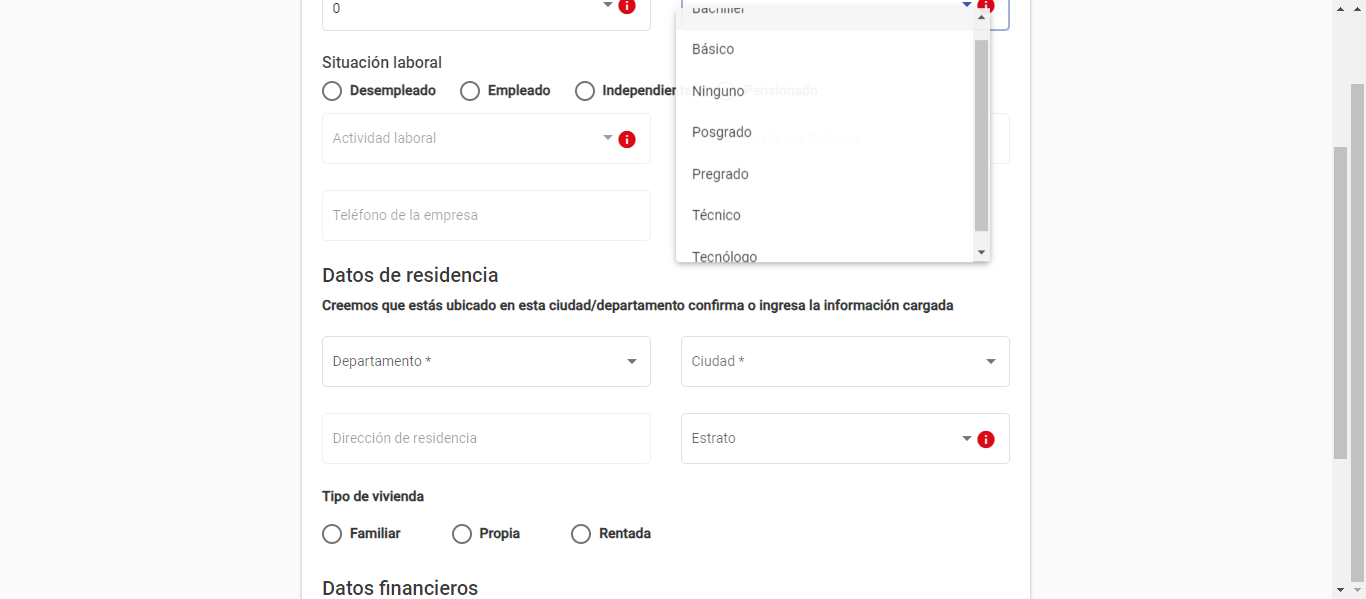 0
Bachiller
Básico
Ninguno
Posgrado
Pregrado
Técnico
Tecnólogo
Situación laboral
Desempleado
Empleado
Independien
Pensionado
Actividad laboral
Teléfono de la empresa
Datos de residencia
Creemos que estás ubicado en esta ciudad/departamento confirma o ingresa la información cargada
Departamento *
Ciudad *
Dirección de residencia
Estrato
Tipo de vivienda
Familiar
Propia
Rentada
Datos financieros